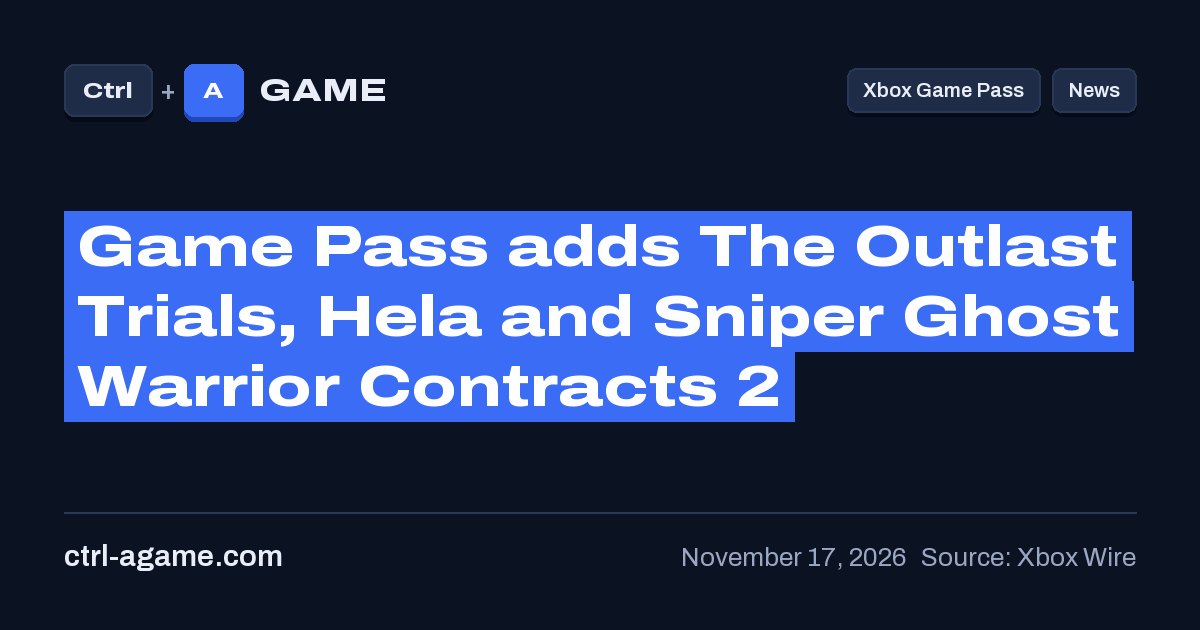 Ctrl + A GAME
Xbox Game Pass News
Game Pass adds The Outlast
Trials, Hela and Sniper Ghost
Warrior Contracts 2
ctrl-agame.com
November 17, 2026 Source: Xbox Wire